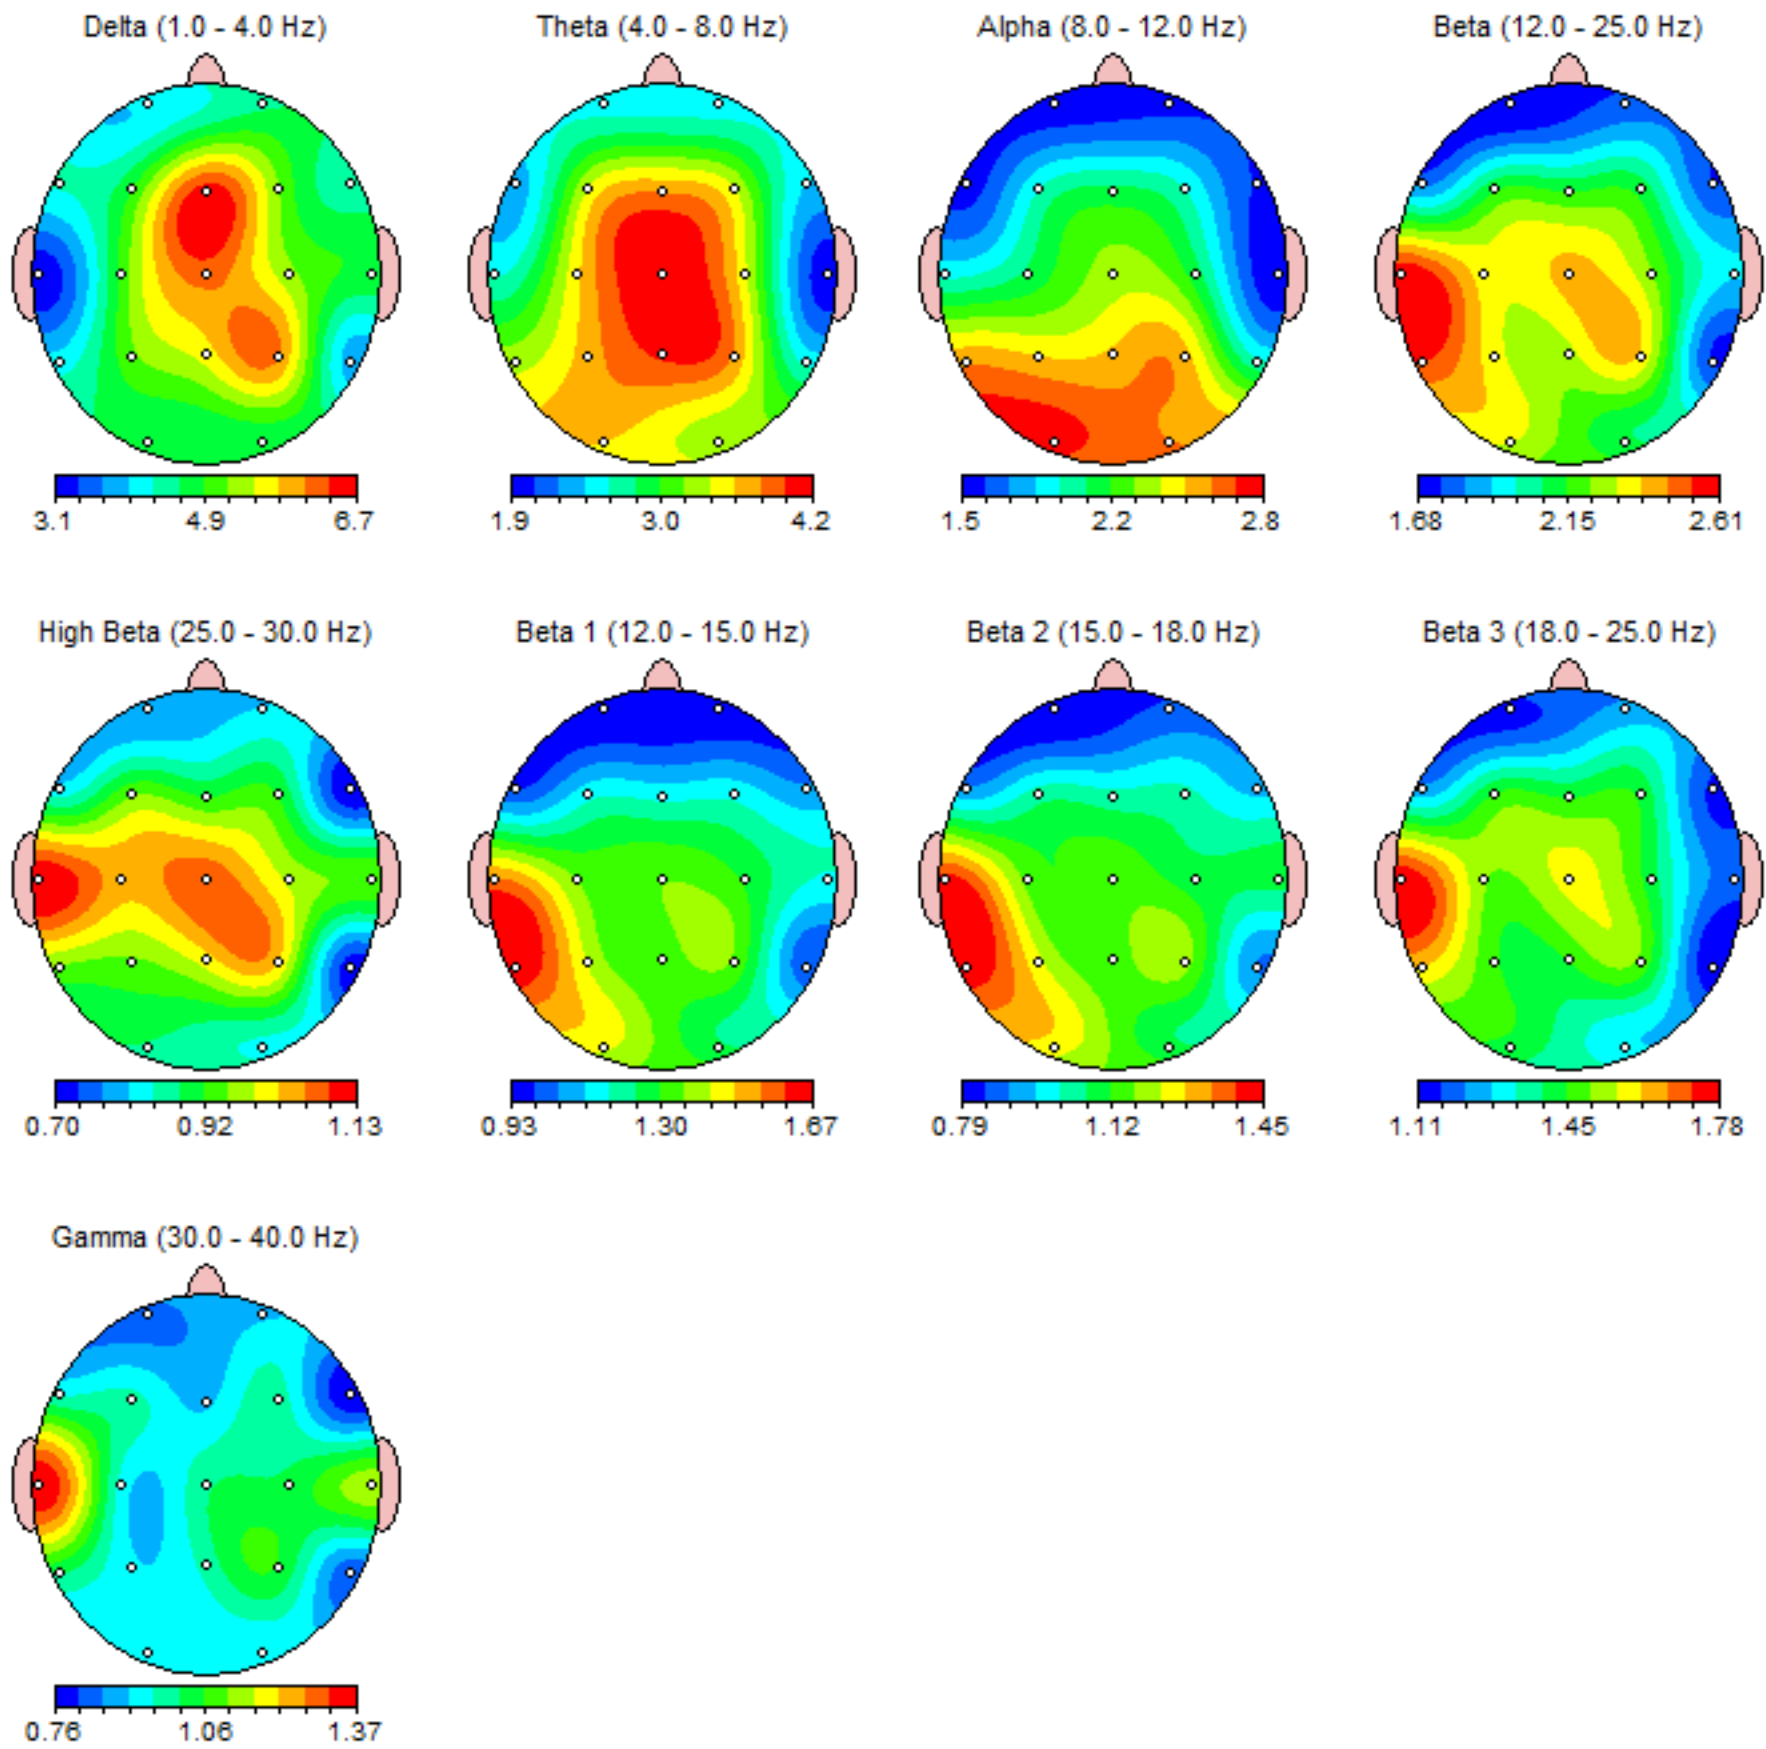 Delta (1.0 - 4.0 Hz) Theta (4.0 - 8.0 Hz) Alpha (8.0 - 12.0 Hz) Beta (12.0 - 25.0 Hz)
3.1 4.9 6.7 1.9 3.0 4.2 1.5 2.2 2.8 1.68 2.15 2.61
High Beta (25.0 - 30.0 Hz) Beta 1 (12.0 - 15.0 Hz) Beta 2 (15.0 - 18.0 Hz) Beta 3 (18.0 - 25.0 Hz)
0.70 0.92 1.13 0.93 1.30 1.67 0.79 1.12 1.45 1.11 1.45 1.78
Gamma (30.0 - 40.0 Hz)
0.76 1.06 1.37